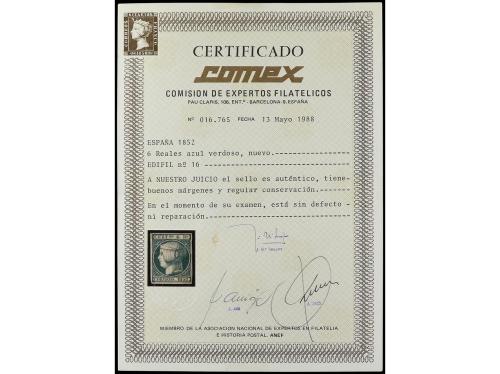 CERTIFICADO
comex
COMISION DE EXPERTOS FILATELICOS
PAU CLARIS, 106, ENT.º - BARCELONA-9. ESPAÑA
Nº 016.765 FECHA 13 Mayo 1988
ESPAÑA 1852
6 Reales azul verdoso, nuevo.
EDIFIL nº 16
A NUESTRO JUICIO el sello es auténtico, tiene-
buenos márgenes y regular conservación.
En el momento de su examen, está sin defecto -
ni reparación.
CORREOS 1852
MIEMBRO DE LA ASOCIACION NACIONAL DE EXPERTOS EN FILATELIA
E HISTORIA POSTAL. ANEF